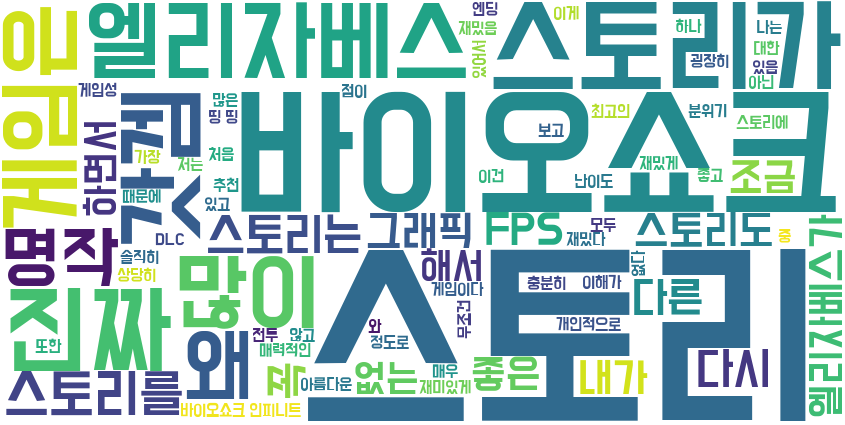 엘리자베스
스토리가
엔딩
재밌음
있어서
이게
하나
굉장히
나는
대한
있음
아닌
게임은
게임성
하면서
갓겜
많은
띵 띵
점이
가장
저는
처음
때문에
있고
추천
바이오쇼크
최고의
보고
분위기
스토리에
재밌게
이건
난이도
좋고
조금
명작
DLC
솔직히
상당히
스토리는
그래픽
FPS
재밌다
모두
스토리도
중
엘리자베스
진짜
많이
해서
게임이다
무조건
충분히
이해가
없다
다른
개인적으로
또한
왜
전투
않고
매력적인
와
정도로
스토리
스토리를
꼭
아름다운
없는
매우
재미있게
좋은
내가
다시
바이오쇼크 인피니트